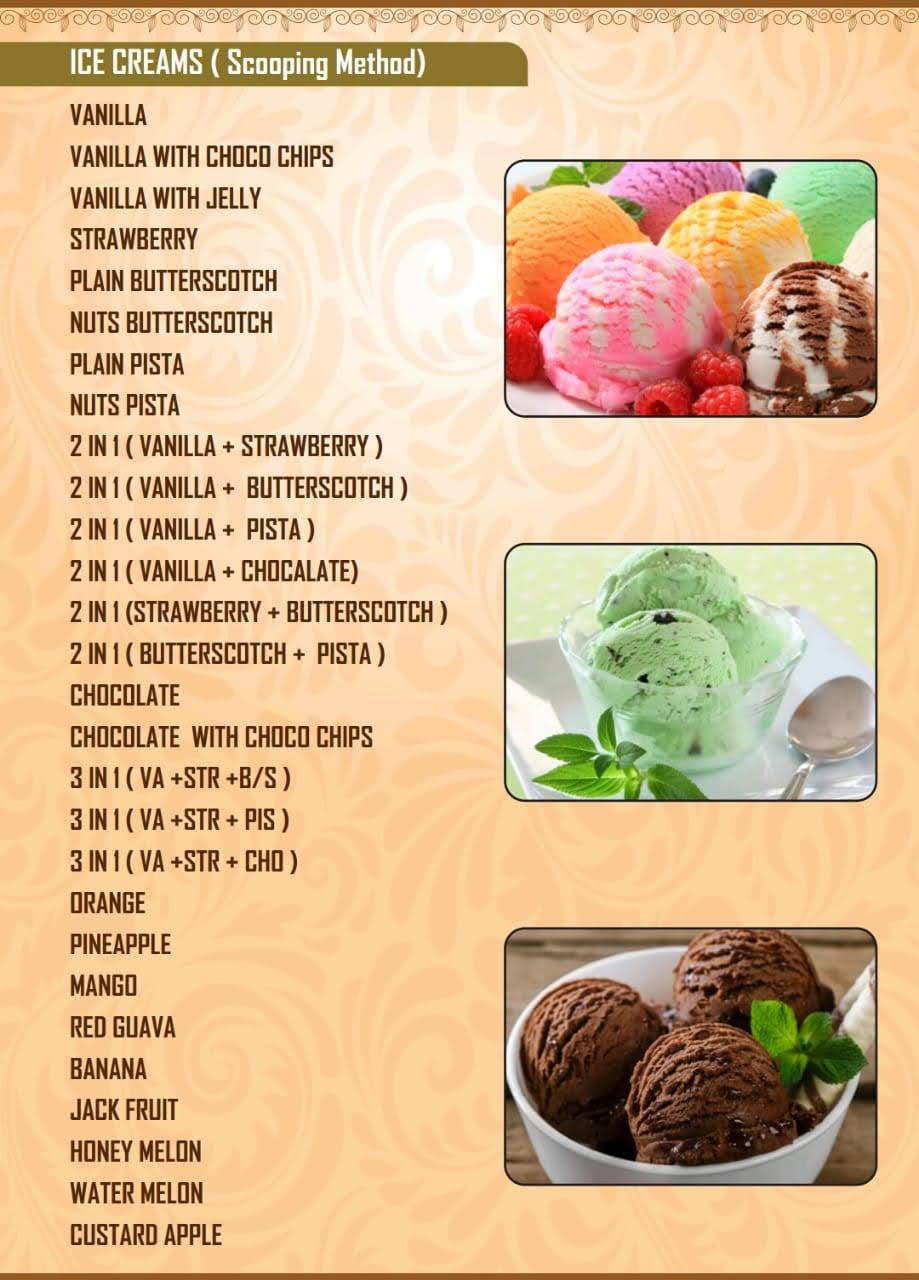 ICE CREAMS ( Scooping Method)
VANILLA
VANILLA WITH CHOCO CHIPS
VANILLA WITH JELLY
STRAWBERRY
PLAIN BUTTERSCOTCH
NUTS BUTTERSCOTCH
PLAIN PISTA
NUTS PISTA
2 IN 1 ( VANILLA + STRAWBERRY )
2 IN 1 ( VANILLA + BUTTERSCOTCH )
2 IN 1 ( VANILLA + PISTA )
2 IN 1 ( VANILLA + CHOCALATE)
2 IN 1 (STRAWBERRY + BUTTERSCOTCH )
2 IN 1 ( BUTTERSCOTCH + PISTA )
CHOCOLATE
CHOCOLATE WITH CHOCO CHIPS
3 IN 1 ( VA +STR +B/S )
3 IN 1 ( VA +STR + PIS )
3 IN 1 ( VA +STR + CHO )
ORANGE
PINEAPPLE
MANGO
RED GUAVA
BANANA
JACK FRUIT
HONEY MELON
WATER MELON
CUSTARD APPLE